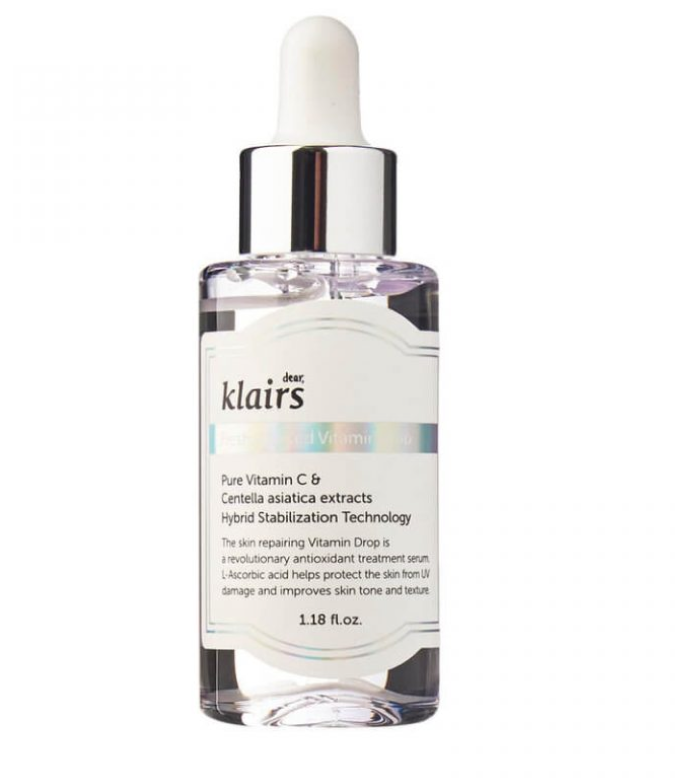 dear,
klairs
Vitamin
Pure Vitamin C &
Centella asiatica extracts
Hybrid Stabilization Technology
The skin repairing Vitamin Drop is
a revolutionary antioxidant treatment serum.
L-Ascorbic acid helps protect the skin from UV
damage and improves skin tone and texture.
1.18 fl.oz.